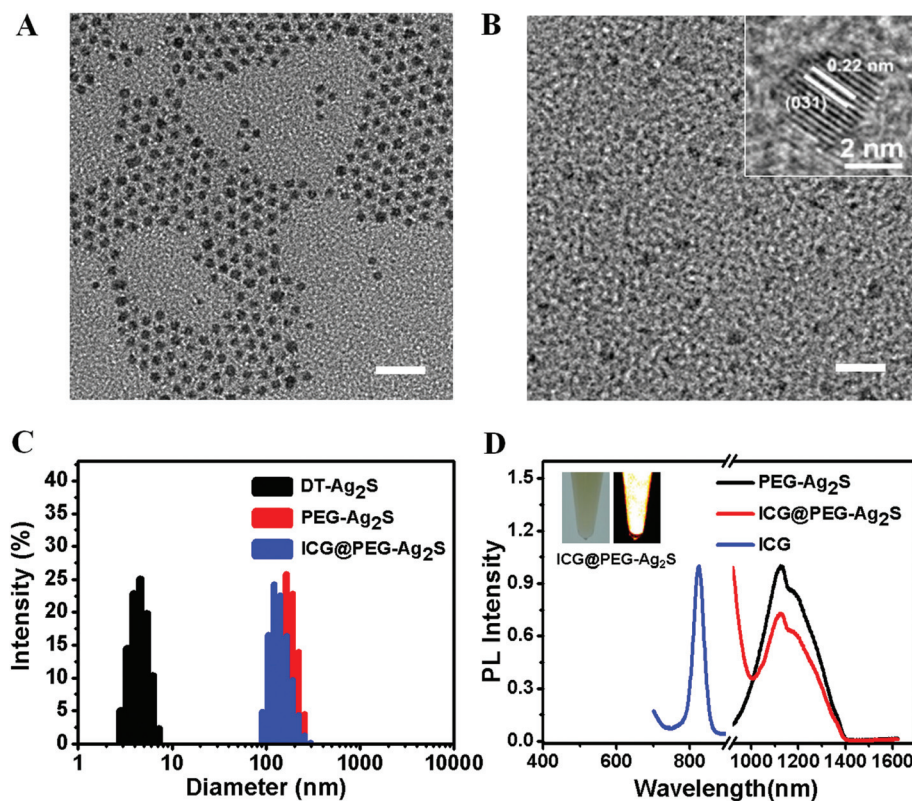 A
B
0.22 nm
(031)
2 nm
C
Intensity (%)
40
35
30
25
20
15
10
5
0
DT-Ag₂S
PEG-Ag₂S
ICG@PEG-Ag₂S
1
10
100
1000
10000
Diameter (nm)
D
PL Intensity
1.5
1.2
0.9
0.6
0.3
0.0
PEG-Ag₂S
ICG@PEG-Ag₂S
ICG
ICG@PEG-Ag₂S
400
600
800
1000
1200
1400
1600
Wavelength(nm)